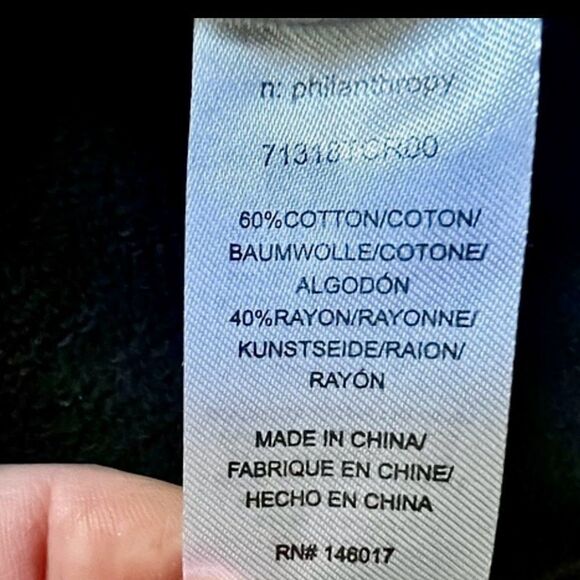 n: philanthropy
60%COTTON/COTON/
BAUMWOLLE/COTONE/
ALGODÓN
40%RAYON/RAYONNE/
KUNSTSEIDE/RAION/
RAYÓN
MADE IN CHINA/
FABRIQUE EN CHINE/
HECHO EN CHINA
RN# 146017